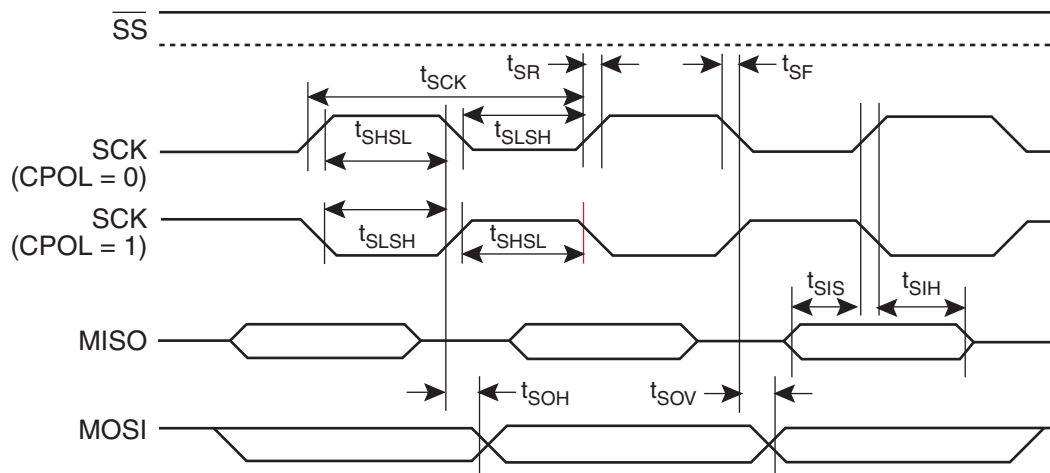 SS
tSCK
tSR
tSF
SCK
(CPOL = 0)
tSHSL
tSLSH
SCK
(CPOL = 1)
tSLSH
tSHSL
tSIS
tSIH
MISO
tSOH
tSOV
MOSI